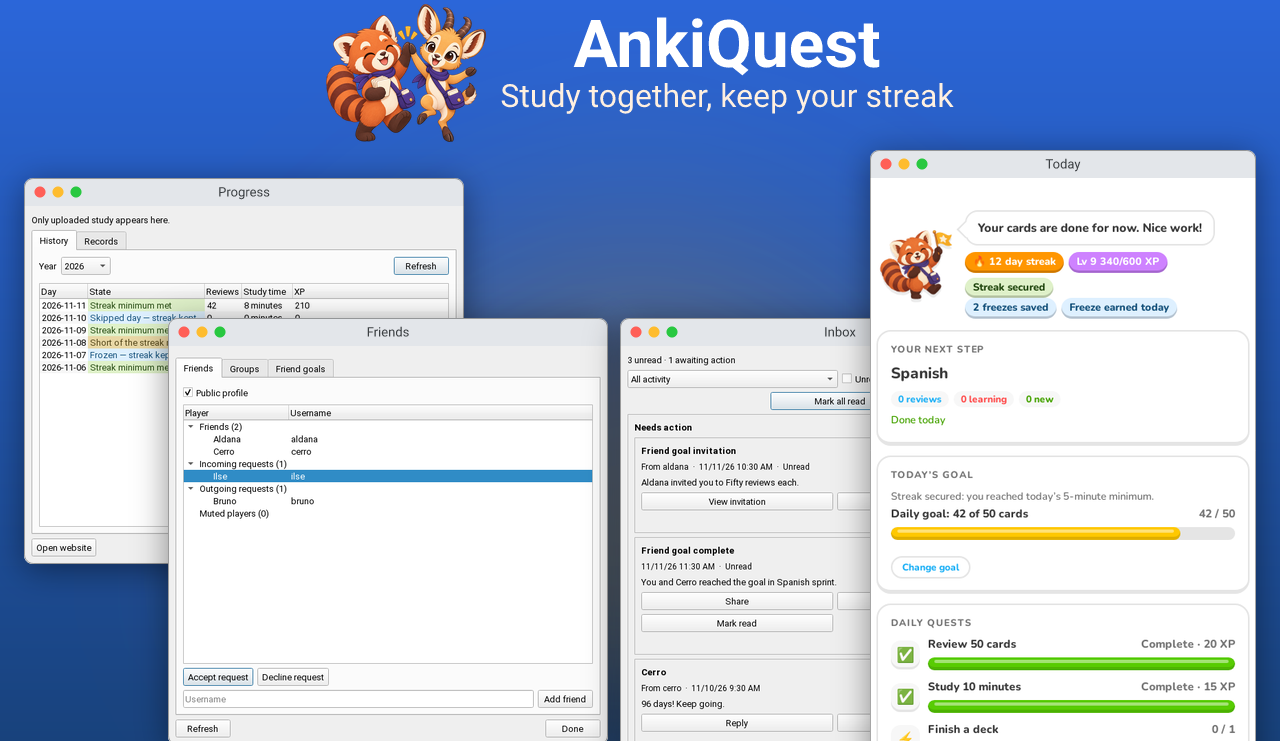 AnkiQuest
Study together, keep your streak
Progress
Only uploaded study appears here.
History Records
Year 2026 Refresh
Day State Reviews Study time XP
2026-11-11 Streak minimum met 42 8 minutes 210
2026-11-10 Skipped day — streak kept 0 0 minutes 0
2026-11-09 Streak minimum me
2026-11-08 Short of the streak
2026-11-07 Frozen — streak kep
2026-11-06 Streak minimum me
Open website
Friends
Friends Groups Friend goals
Public profile
Player Username
Friends (2)
Aldana aldana
Cerro cerro
Incoming requests (1)
Ilse ilse
Outgoing requests (1)
Bruno bruno
Muted players (0)
Accept request Decline request
Username Add friend
Refresh Done
Inbox
3 unread · 1 awaiting action
All activity Unr
Mark all read
Needs action
Friend goal invitation
From aldana · 11/11/26 10:30 AM · Unread
Aldana invited you to Fifty reviews each.
View invitation
Friend goal complete
11/11/26 11:30 AM · Unread
You and Cerro reached the goal in Spanish sprint.
Share
Mark read
Cerro
From cerro · 11/10/26 9:30 AM
96 days! Keep going.
Reply
Today
Your cards are done for now. Nice work!
🔥 12 day streak Lv 9 340/600 XP
Streak secured
2 freezes saved Freeze earned today
YOUR NEXT STEP
Spanish
0 reviews 0 learning 0 new
Done today
TODAY'S GOAL
Streak secured: you reached today's 5-minute minimum.
Daily goal: 42 of 50 cards 42 / 50
Change goal
DAILY QUESTS
Review 50 cards Complete · 20 XP
Study 10 minutes Complete · 15 XP
Finish a deck 0 / 1